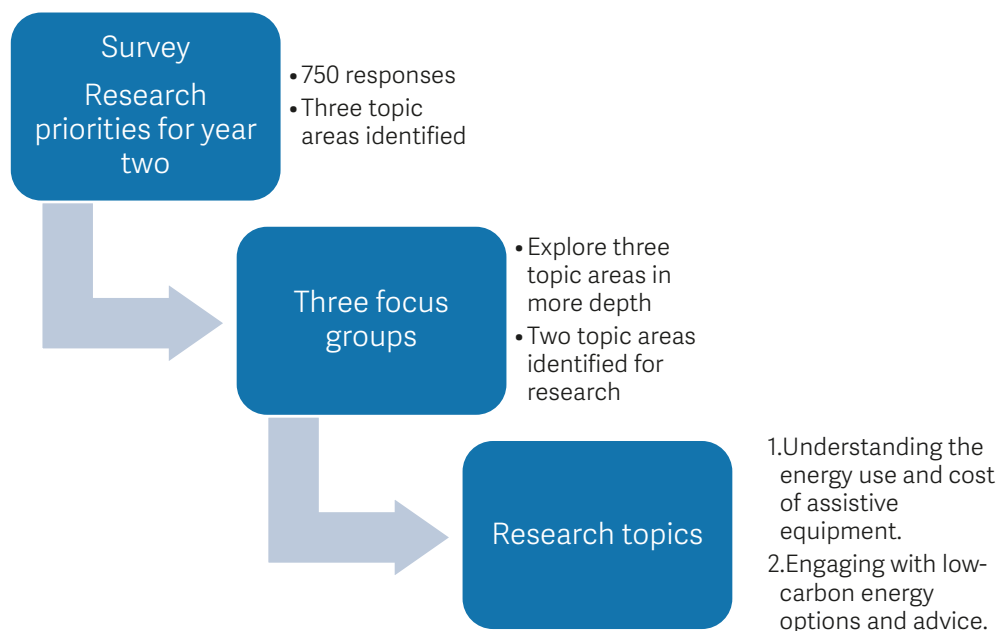 Survey
Research
priorities for year
two
• 750 responses
• Three topic
areas identified
Three focus
groups
• Explore three
topic areas in
more depth
• Two topic areas
identified for
research
Research topics
1.Understanding the
energy use and cost
of assistive
equipment.
2.Engaging with low-
carbon energy
options and advice.